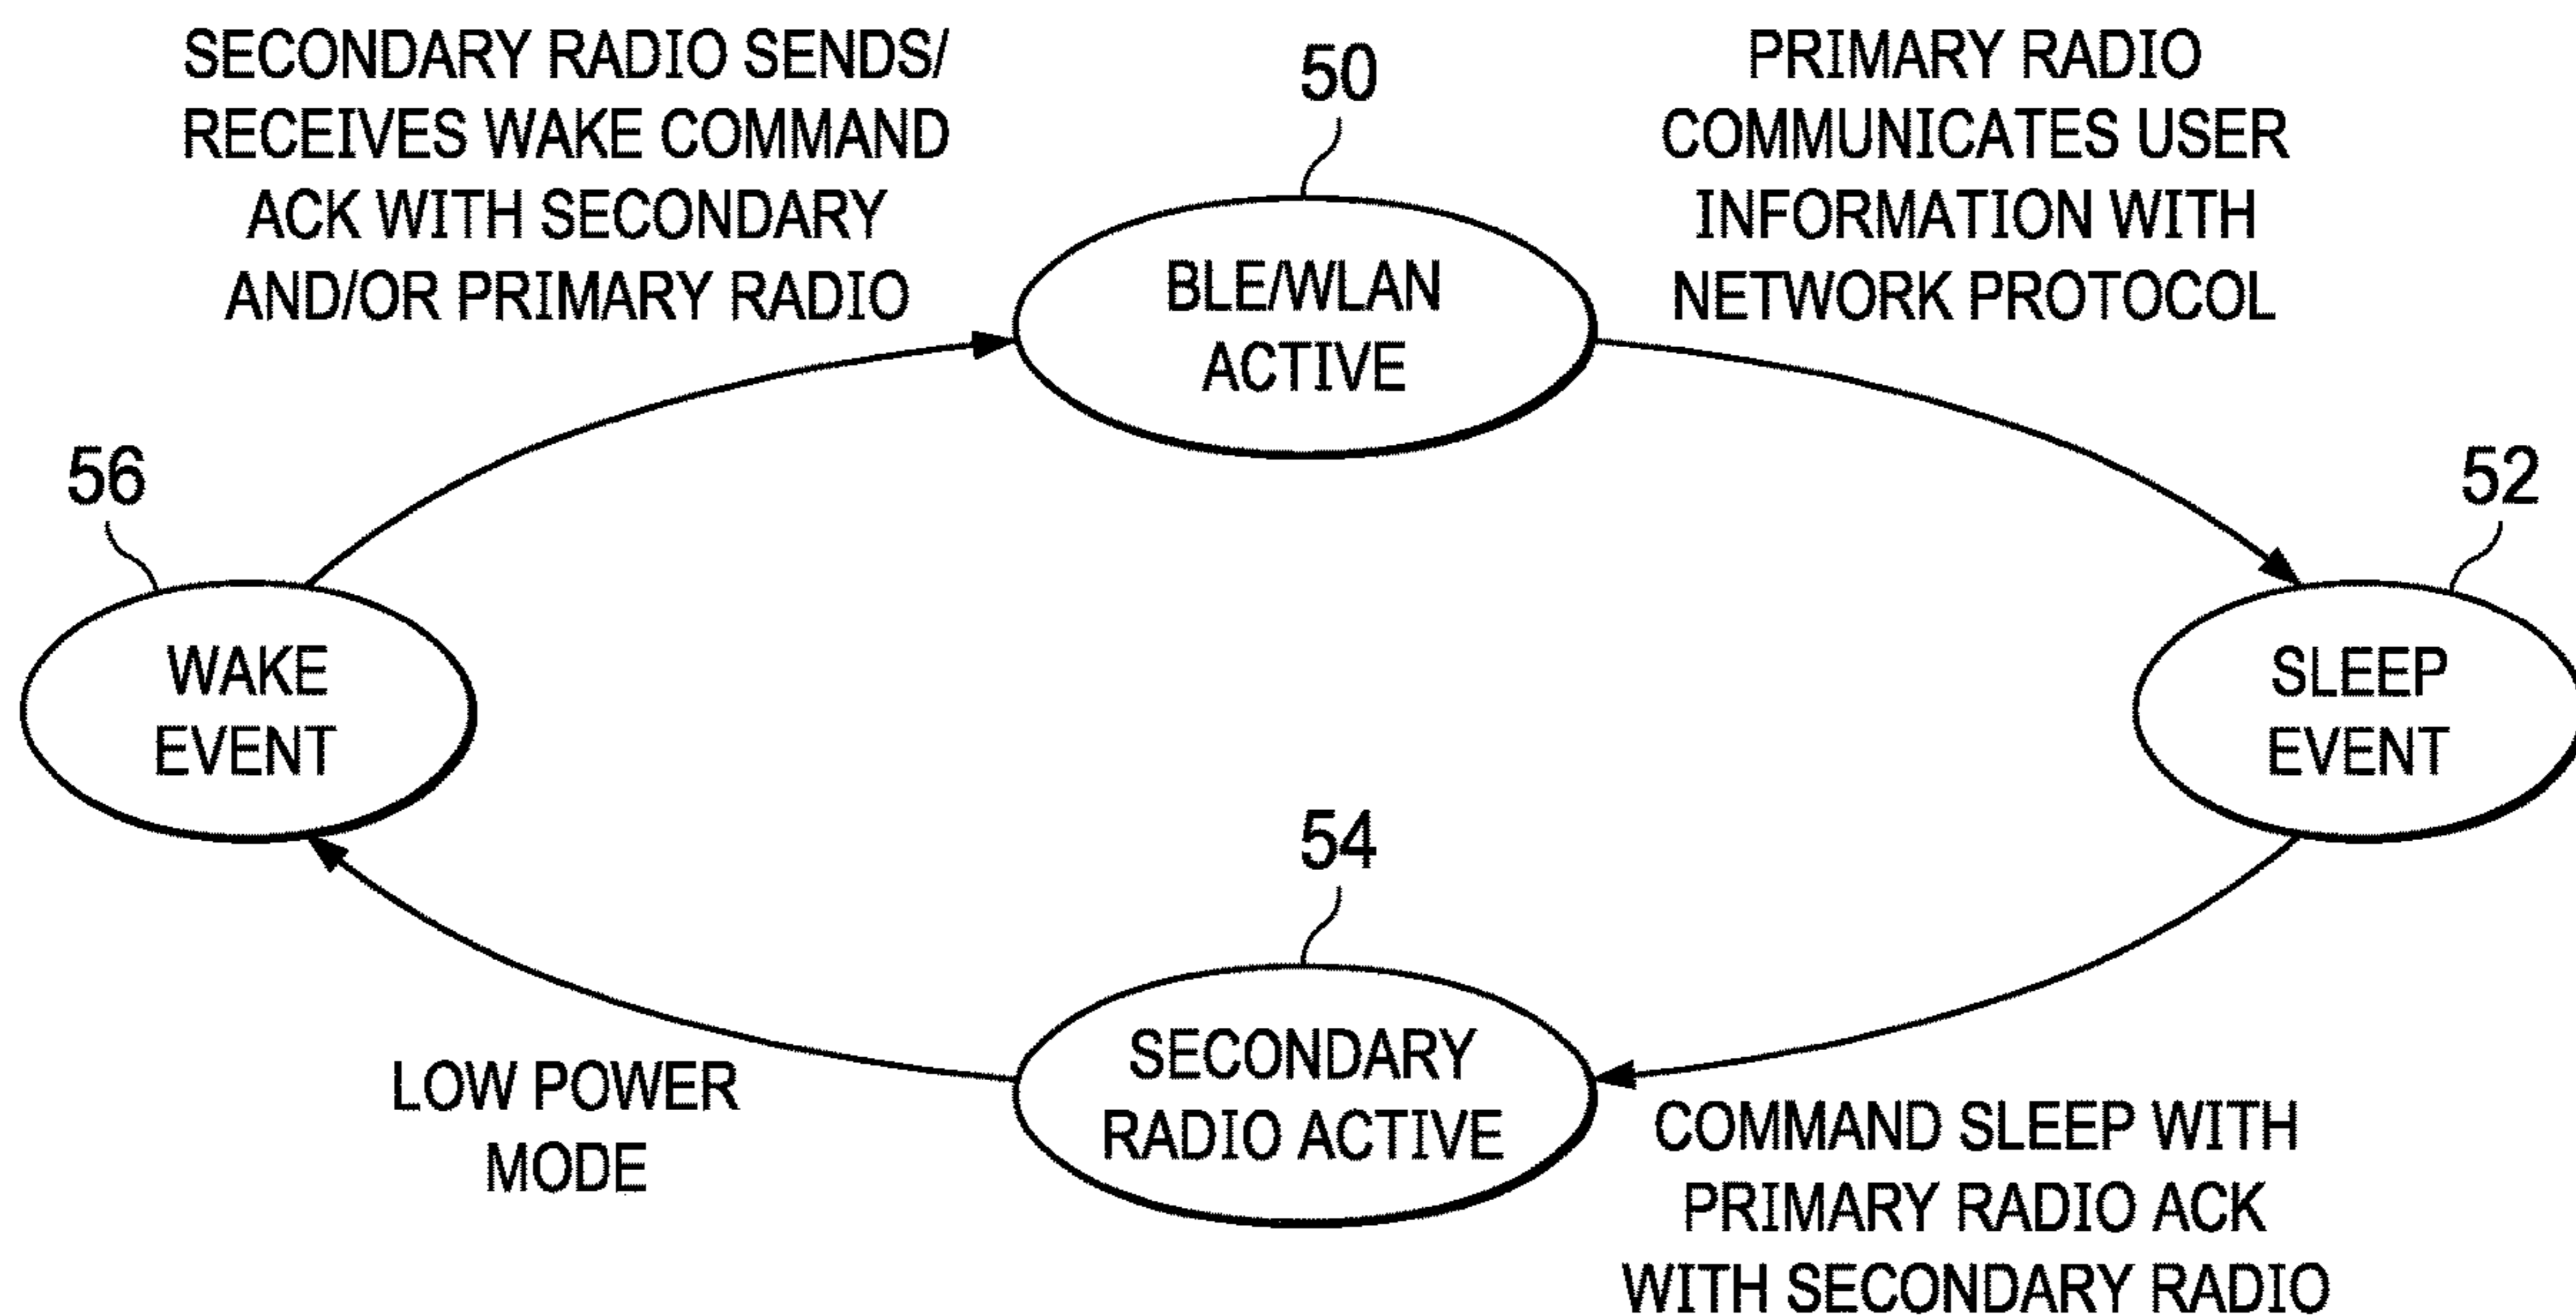 SECONDARY RADIO SENDS/
RECEIVES WAKE COMMAND
ACK WITH SECONDARY
AND/OR PRIMARY RADIO
50
PRIMARY RADIO
COMMUNICATES USER
INFORMATION WITH
NETWORK PROTOCOL
BLE/WLAN
ACTIVE
56
52
WAKE
EVENT
SLEEP
EVENT
54
SECONDARY
RADIO ACTIVE
LOW POWER
MODE
COMMAND SLEEP WITH
PRIMARY RADIO ACK
WITH SECONDARY RADIO